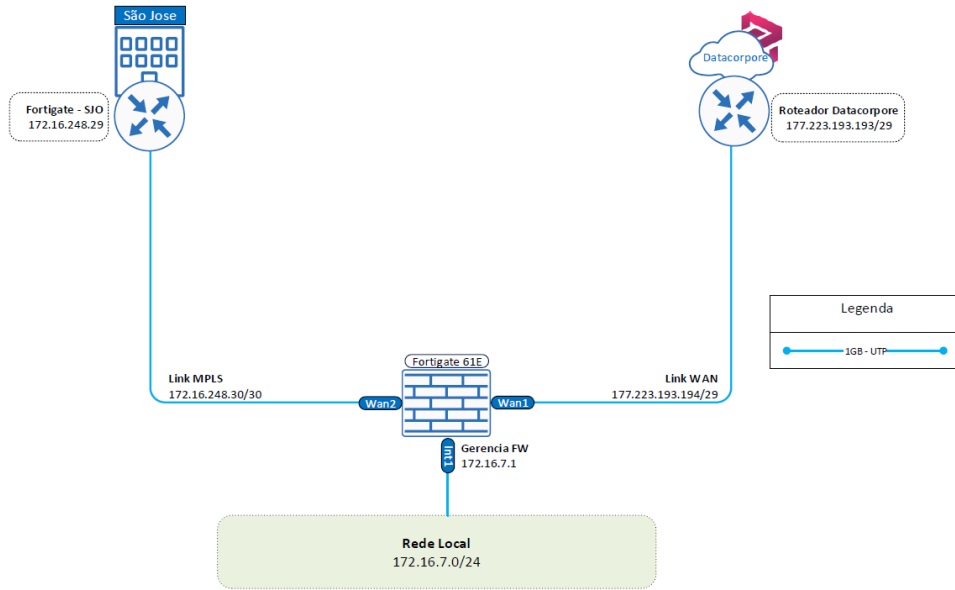 São Jose
Datacorpore
Fortigate - SJO
172.16.248.29
Roteador Datacorpore
177.223.193.193/29
Legenda
1GB - UTP
Fortigate 61E
Link MPLS
172.16.248.30/30
Link WAN
177.223.193.194/29
Wan2
Wan1
Int1
Gerencia FW
172.16.7.1
Rede Local
172.16.7.0/24